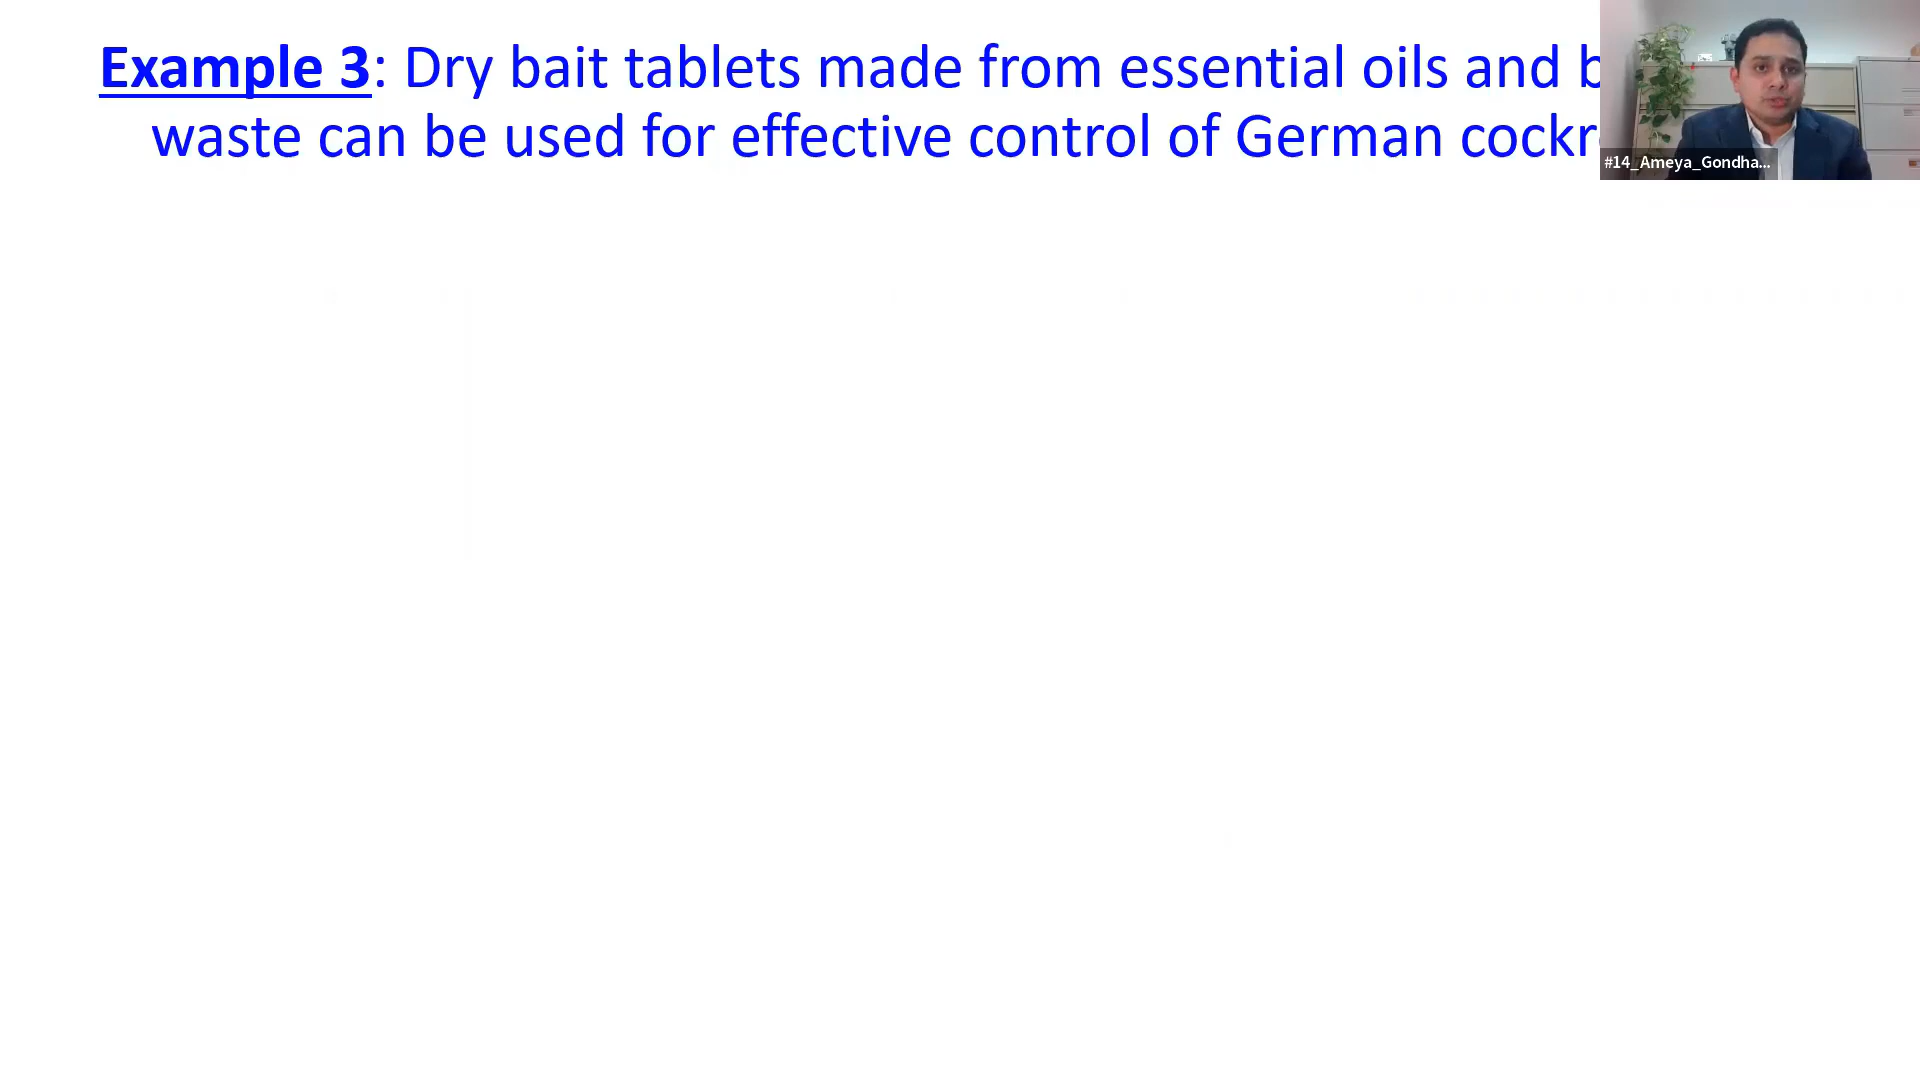 Example 3: Dry bait tablets made from essential oils and
waste can be used for effective control of German
#14_Ameya_Gondha...